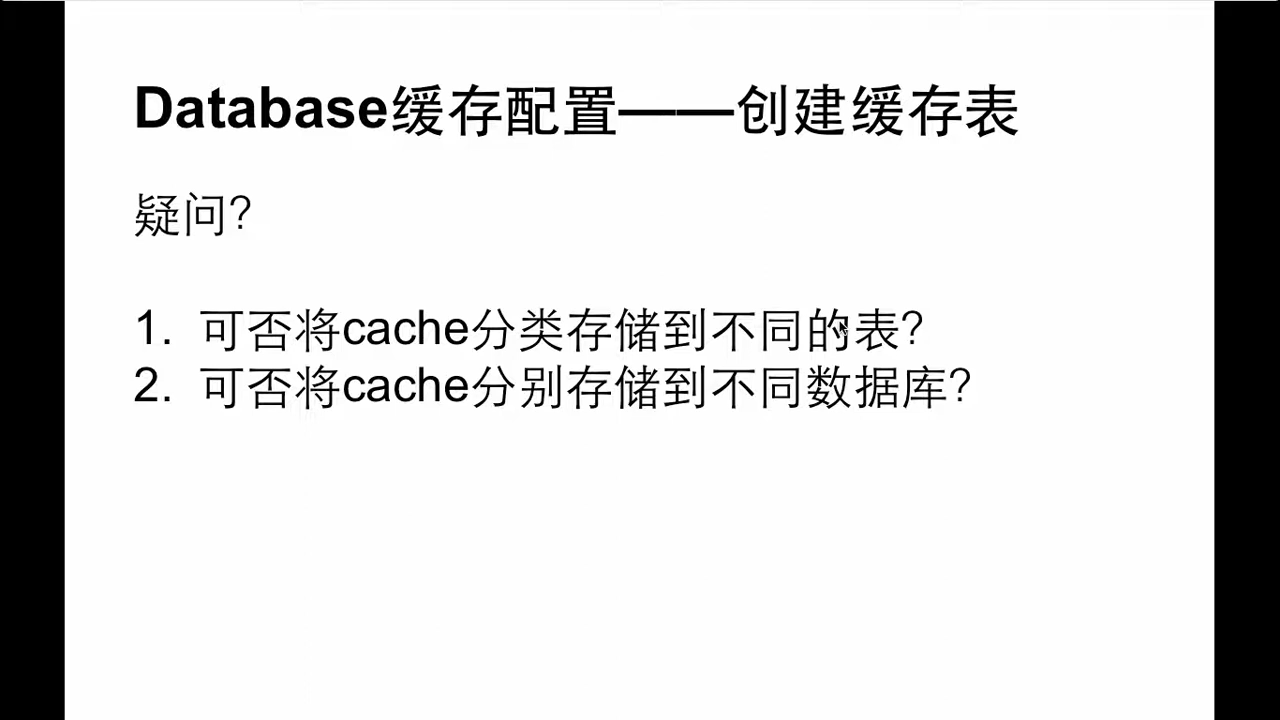 Database缓存配置——创建缓存表
疑问?
1. 可否将cache分类存储到不同的表?
2. 可否将cache分别存储到不同数据库?